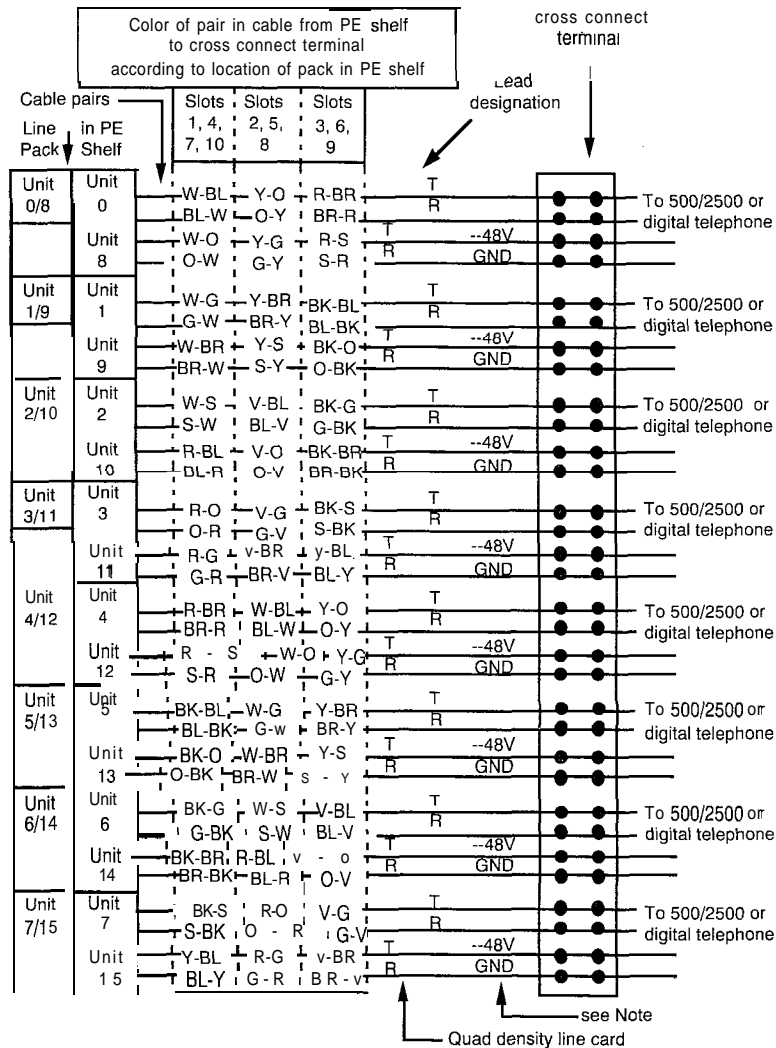 Color of pair in cable from PE shelf
to cross connect terminal
according to location of pack in PE shelf
cross connect
terminal
Lead
designation
Cable pairs
Line in PE
Pack Shelf
Slots Slots Slots
1, 4, 2, 5, 3, 6,
7, 10 8 9
Unit 0/8 Unit 0 W-BL Y-O R-BR T To 500/2500 or
BL-W O-Y BR-R R digital telephone
Unit 8 W-O Y-G R-S T --48V
O-W G-Y S-R R GND
Unit 1/9 Unit 1 W-G Y-BR BK-BL T To 500/2500 or
G-W BR-Y BL-BK R digital telephone
Unit 9 W-BR Y-S BK-O T --48V
BR-W S-Y O-BK R GND
Unit 2/10 Unit 2 W-S V-BL BK-G T To 500/2500 or
S-W BL-V G-BK R digital telephone
Unit 10 R-BL V-O BK-BR T --48V
BL-R O-V BR-BK R GND
Unit 3/11 Unit 3 R-O V-G BK-S T To 500/2500 or
O-R G-V S-BK R digital telephone
Unit 11 R-G v-BR y-BL T --48V
G-R BR-V BL-Y R GND
Unit 4/12 Unit 4 R-BR W-BL Y-O T To 500/2500 or
BR-R BL-W O-Y R digital telephone
Unit 12 R - S W-O Y-G T --48V
S-R O-W G-Y R GND
Unit 5/13 Unit 5 BK-BL W-G Y-BR T To 500/2500 or
BL-BK G-w BR-Y R digital telephone
Unit 13 BK-O W-BR Y-S T --48V
O-BK BR-W S - Y R GND
Unit 6/14 Unit 6 BK-G W-S V-BL T To 500/2500 or
G-BK S-W BL-V R digital telephone
Unit 14 BK-BR R-BL v - o T --48V
BR-BK BL-R O-V R GND
Unit 7/15 Unit 7 BK-S R-O V-G T To 500/2500 or
S-BK O - R G-V R digital telephone
Unit 15 Y-BL R-G v-BR T --48V
BL-Y G-R BR-v R GND
see Note
Quad density line card